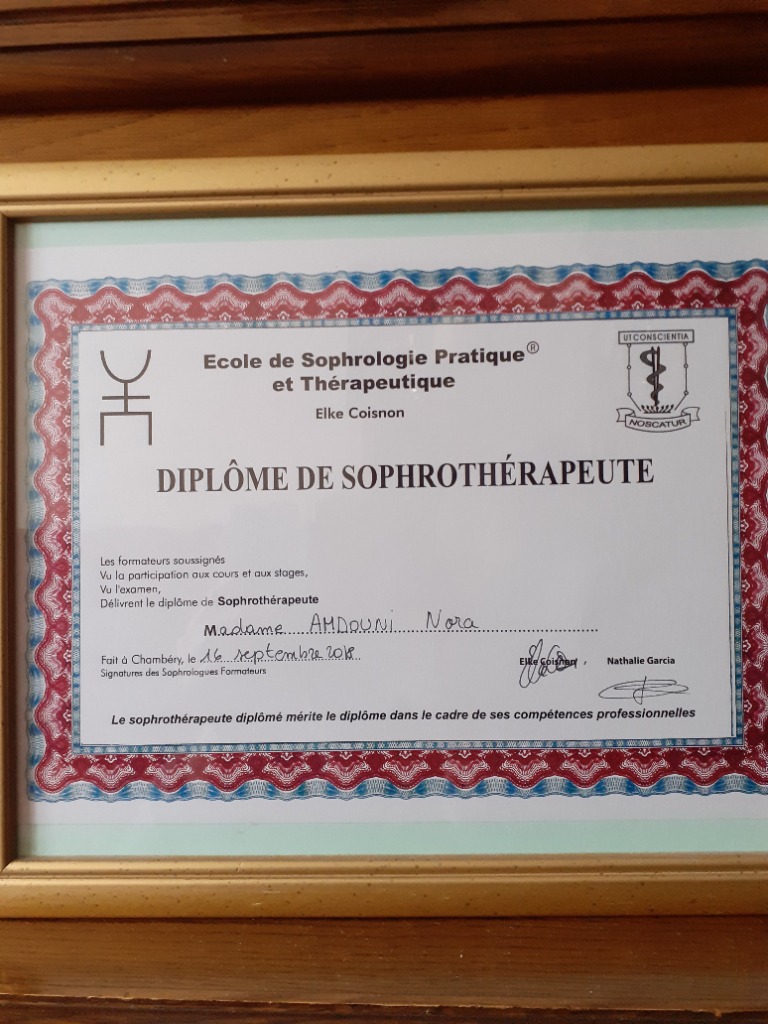 Ecole de Sophrologie Pratique®
et Thérapeutique
Elke Coisnon
UT CONSCIENTIA
NOSCATUR
DIPLÔME DE SOPHROTHÉRAPEUTE
Les formateurs soussignés
Vu la participation aux cours et aux stages,
Vu l'examen,
Délivrent le diplôme de Sophrothérapeute
Madame AMDOUNI Nora
Fait à Chambéry, le 16 septembre 2018
Signatures des Sophrologues Formateurs
Elke Coisnon, Nathalie Garcia
Le sophrothérapeute diplômé mérite le diplôme dans le cadre de ses compétences professionnelles